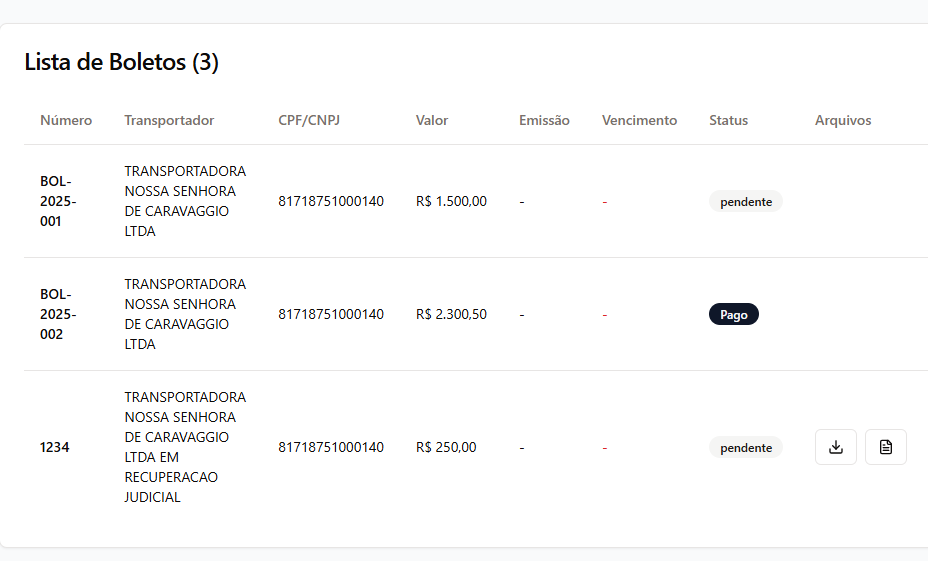 Lista de Boletos (3)
Número Transportador CPF/CNPJ Valor Emissão Vencimento Status Arquivos
TRANSPORTADORA
BOL-
NOSSA SENHORA
2025-
81718751000140 R$ 1.500,00 - - pendente
DE CARAVAGGIO
001
LTDA
TRANSPORTADORA
BOL-
NOSSA SENHORA
2025-
81718751000140 R$ 2.300,50 - - Pago
DE CARAVAGGIO
002
LTDA
TRANSPORTADORA
NOSSA SENHORA
DE CARAVAGGIO
1234 81718751000140 R$ 250,00 - - pendente
LTDA EM
RECUPERACAO
JUDICIAL